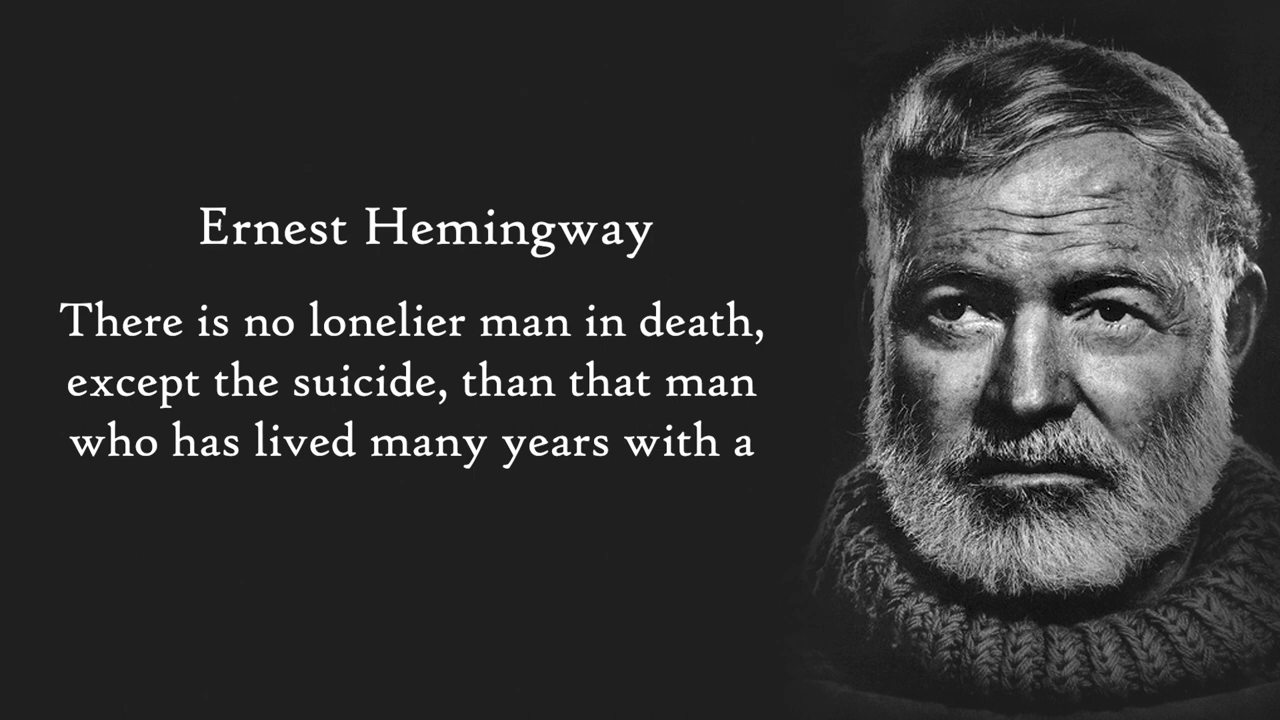 Ernest Hemingway
There is no lonelier man in death,
except the suicide, than that man
who has lived many years with a